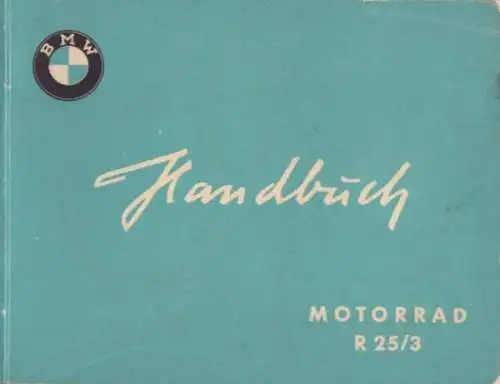 BMW
Handbuch
MOTORRAD
R 25/3